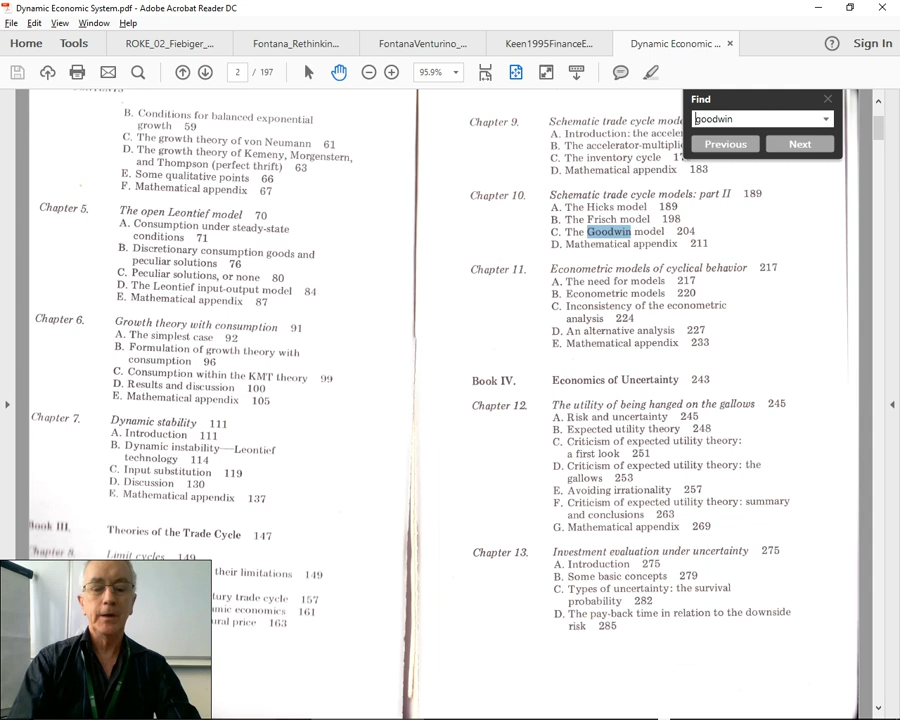 Dynamic Economic System.pdf - Adobe Acrobat Reader DC
File Edit View Window Help
Home Tools ROKE_02_Fiebiger_... Fontana_Rethinkin... FontanaVenturino_... Keen1995FinanceE... Dynamic Economic ... × Sign In
2 / 197 95.9%
Find
goodwin
Previous Next
B. Conditions for balanced exponential
growth 59
C. The growth theory of von Neumann 61
D. The growth theory of Kemeny, Morgenstern,
and Thompson (perfect thrift) 63
E. Some qualitative points 66
F. Mathematical appendix 67
Chapter 5. The open Leontief model 70
A. Consumption under steady-state
conditions 71
B. Discretionary consumption goods and
peculiar solutions 76
C. Peculiar solutions, or none 80
D. The Leontief input-output model 84
E. Mathematical appendix 87
Chapter 6. Growth theory with consumption 91
A. The simplest case 92
B. Formulation of growth theory with
consumption 96
C. Consumption within the KMT theory 99
D. Results and discussion 100
E. Mathematical appendix 105
Chapter 7. Dynamic stability 111
A. Introduction 111
B. Dynamic instability—Leontief
technology 114
C. Input substitution 119
D. Discussion 130
E. Mathematical appendix 137
Book III. Theories of the Trade Cycle 147
Chapter 8. Limit cycles 149
their limitations 149
trade cycle 157
economics 161
price 163
Chapter 9. Schematic trade cycle
A. Introduction: the
B. The
C. The inventory cycle
D. Mathematical appendix 183
Chapter 10. Schematic trade cycle models: part II 189
A. The Hicks model 189
B. The Frisch model 198
C. The Goodwin model 204
D. Mathematical appendix 211
Chapter 11. Econometric models of cyclical behavior 217
A. The need for models 217
B. Econometric models 220
C. Inconsistency of the econometric
analysis 224
D. An alternative analysis 227
E. Mathematical appendix 233
Book IV. Economics of Uncertainty 243
Chapter 12. The utility of being hanged on the gallows 245
A. Risk and uncertainty 245
B. Expected utility theory 248
C. Criticism of expected utility theory:
a first look 251
D. Criticism of expected utility theory: the
gallows 253
E. Avoiding irrationality 257
F. Criticism of expected utility theory: summary
and conclusions 263
G. Mathematical appendix 269
Chapter 13. Investment evaluation under uncertainty 275
A. Introduction 275
B. Some basic concepts 279
C. Types of uncertainty: the survival
probability 282
D. The pay-back time in relation to the downside
risk 285